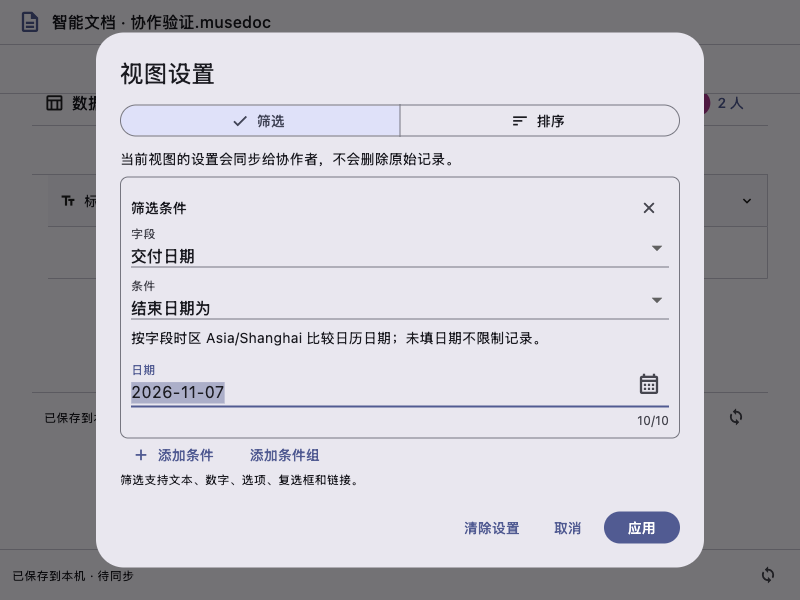 智能文档 · 协作验证.musedoc
视图设置
数据
2 人
筛选
排序
当前视图的设置会同步给协作者，不会删除原始记录。
标
筛选条件
字段
交付日期
条件
结束日期为
按字段时区 Asia/Shanghai 比较日历日期；未填日期不限制记录。
日期
2026-11-07
10/10
已保存到本
添加条件
添加条件组
筛选支持文本、数字、选项、复选框和链接。
清除设置
取消
应用
已保存到本机 · 待同步